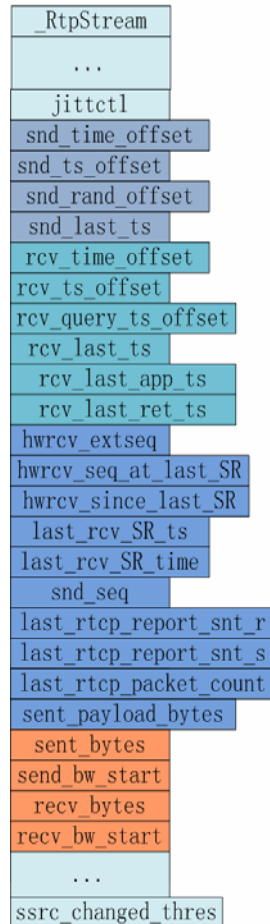 _RtpStream
...
jittctl
snd_time_offset
snd_ts_offset
snd_rand_offset
snd_last_ts
rcv_time_offset
rcv_ts_offset
rcv_query_ts_offset
rcv_last_ts
rcv_last_app_ts
rcv_last_ret_ts
hwrcv_extseq
hwrcv_seq_at_last_SR
hwrcv_since_last_SR
last_rcv_SR_ts
last_rcv_SR_time
snd_seq
last_rtcp_report_snt_r
last_rtcp_report_snt_s
last_rtcp_packet_count
sent_payload_bytes
sent_bytes
send_bw_start
recv_bytes
recv_bw_start
...
ssrc_changed_thres